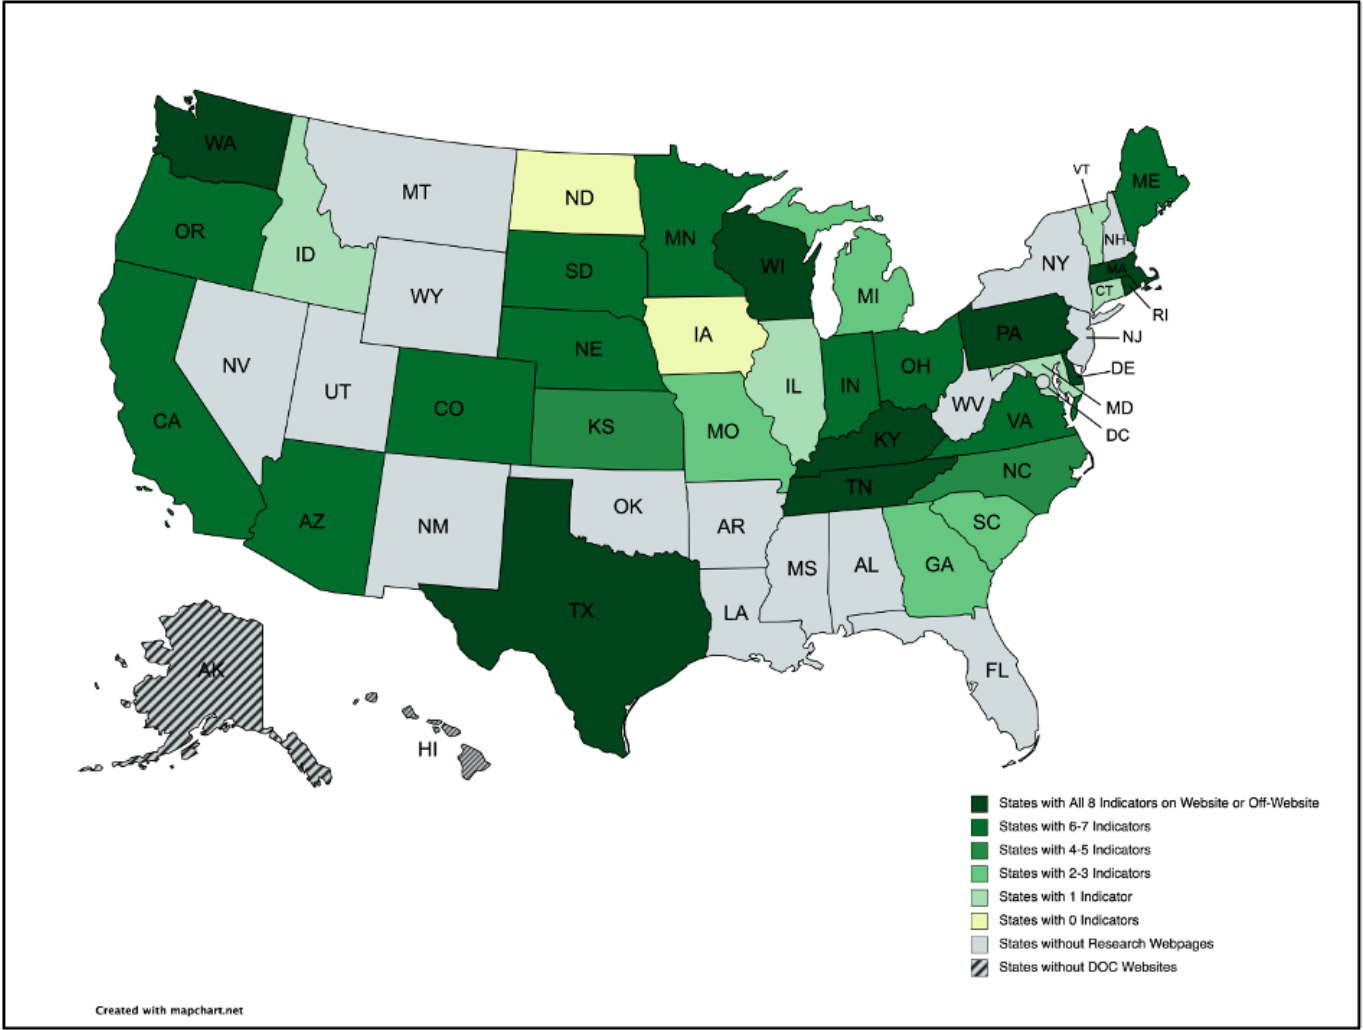 WA
MT
ND
MN
VT
ME
OR
ID
SD
WI
NH
NY
MA
WY
MI
CT
RI
IA
PA
NE
NJ
NV
UT
IL
IN
OH
DE
CO
WV
MD
CA
KS
MO
KY
VA
DC
TN
NC
AZ
NM
OK
AR
SC
MS
AL
GA
TX
LA
AK
FL
HI
States with All 8 Indicators on Website or Off-Website
States with 6-7 Indicators
States with 4-5 Indicators
States with 2-3 Indicators
States with 1 Indicator
States with 0 Indicators
States without Research Webpages
States without DOC Websites
Created with mapchart.net